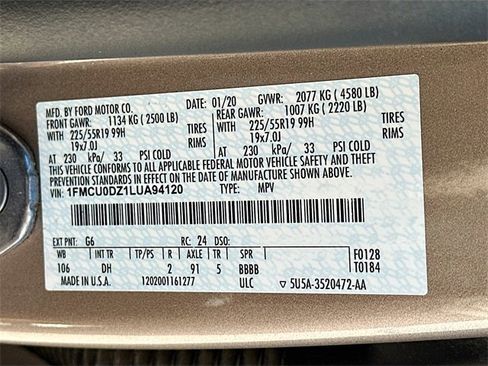 MFD. BY FORD MOTOR CO. 01/20 GVWR: 2077 KG ( 4580 LB)
FRONT GAWR: 1134 KG ( 2500 LB) REAR GAWR: 1007 KG ( 2220 LB)
225/55R19 99H TIRES WITH 225/55R19 99H TIRES WITH
19x7.0J RIMS 19x7.0J RIMS
AT 230 kPa/ 33 PSI COLD AT 230 kPa/ 33 PSI COLD
THIS VEHICLE CONFORMS TO ALL APPLICABLE FEDERAL MOTOR VEHICLE SAFETY AND THEFT
PREVENTION STANDARDS IN EFFECT ON THE DATE OF MANUFACTURE SHOWN ABOVE.
VIN: 1FMCU0DZ1LUA94120 TYPE: MPV
EXT PNT: G6 RC: 24 DSO:
WB INT TR TP/PS R AX TR SPR F0128
106 DH 2 91 5 BBBB T0184
MADE IN U.S.A. 1202001161277 ULC 5U5A-3520472-AA